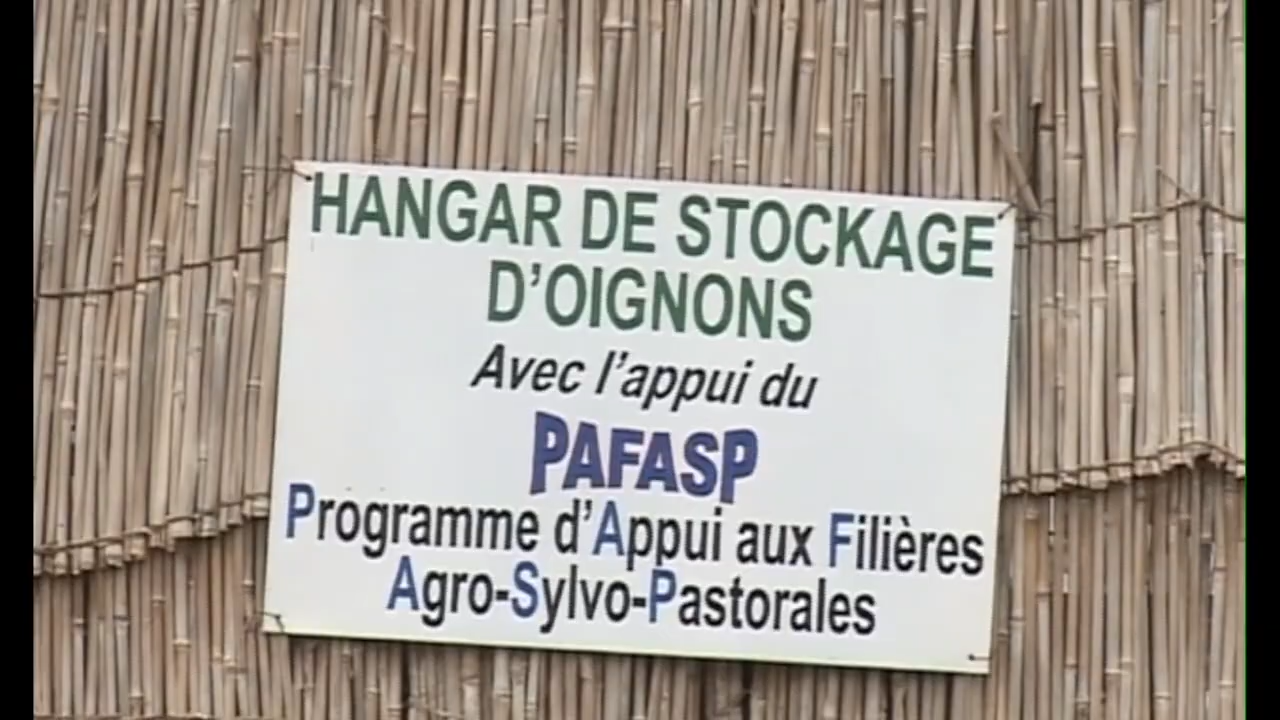 HANGAR DE STOCKAGE
D'OIGNONS
Avec l'appui du
PAFASP
Programme d'Appui aux Filières
Agro-Sylvo-Pastorales